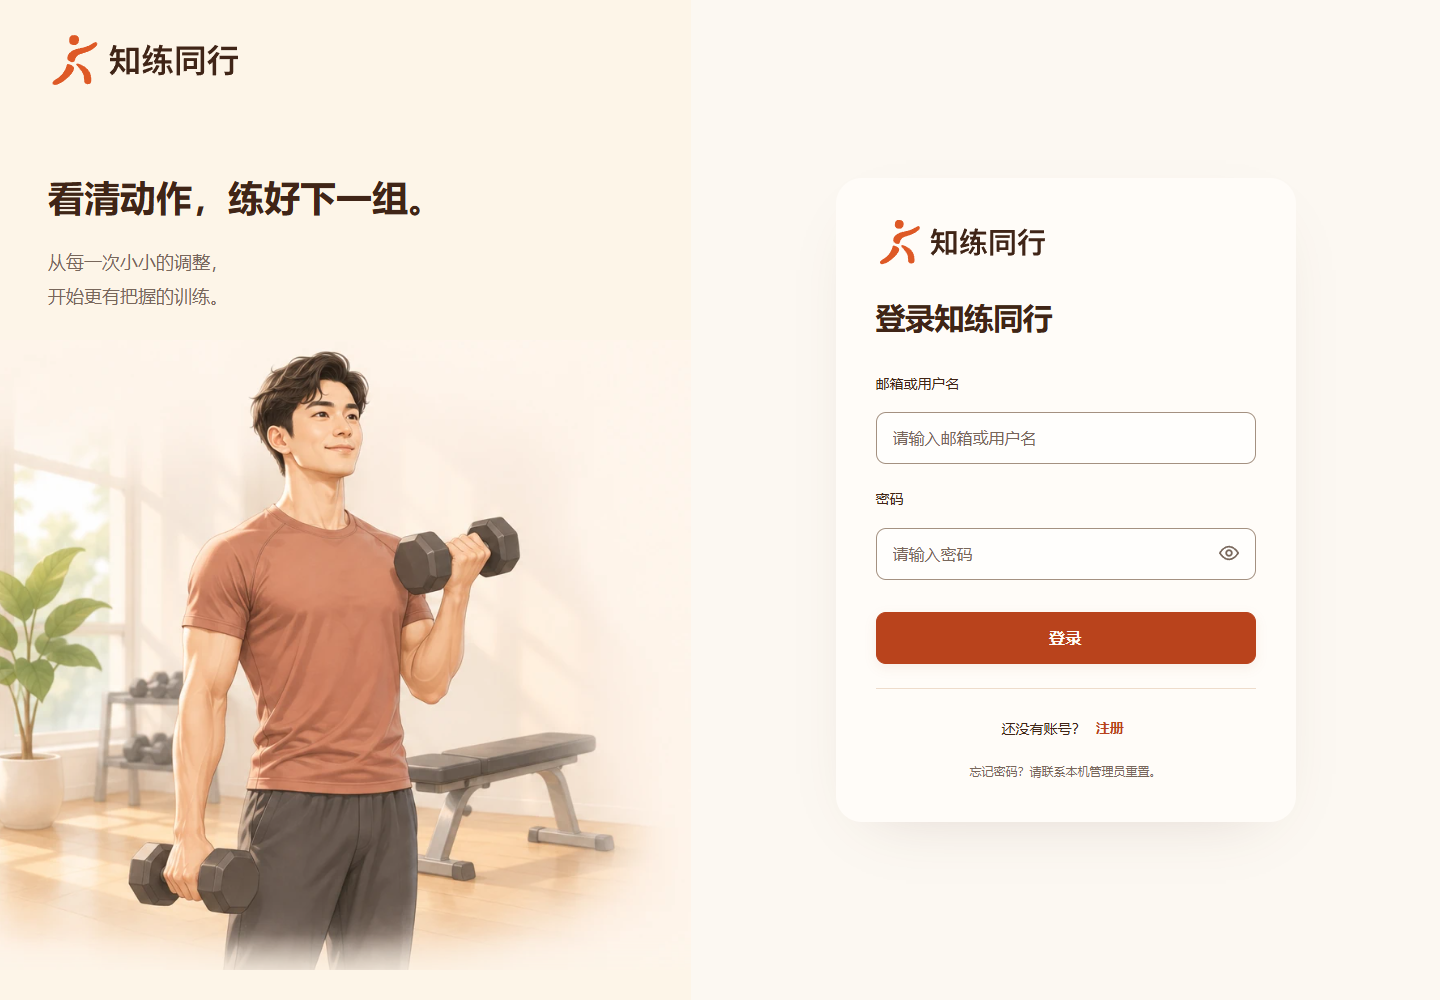 知练同行
看清动作，练好下一组。
从每一次小小的调整，
开始更有把握的训练。
知练同行
登录知练同行
邮箱或用户名
请输入邮箱或用户名
密码
请输入密码
登录
还没有账号？ 注册
忘记密码？请联系本机管理员重置。